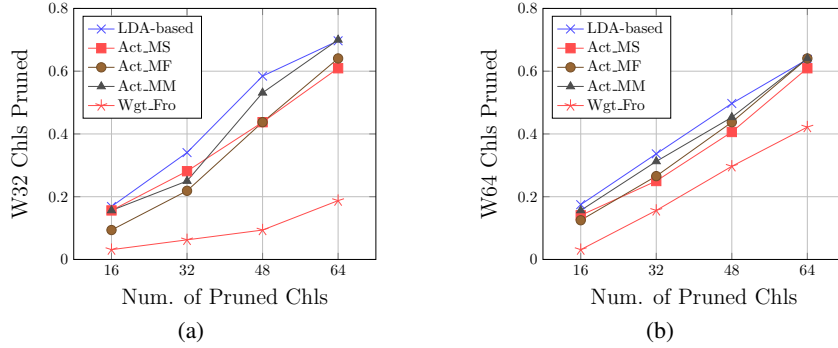 W32 Chls Pruned
0.8
0.6
0.4
0.2
0
LDA-based
Act_MS
Act_MF
Act_MM
Wgt_Fro
16 32 48 64
Num. of Pruned Chls
(a)
W64 Chls Pruned
0.8
0.6
0.4
0.2
0
LDA-based
Act_MS
Act_MF
Act_MM
Wgt_Fro
16 32 48 64
Num. of Pruned Chls
(b)